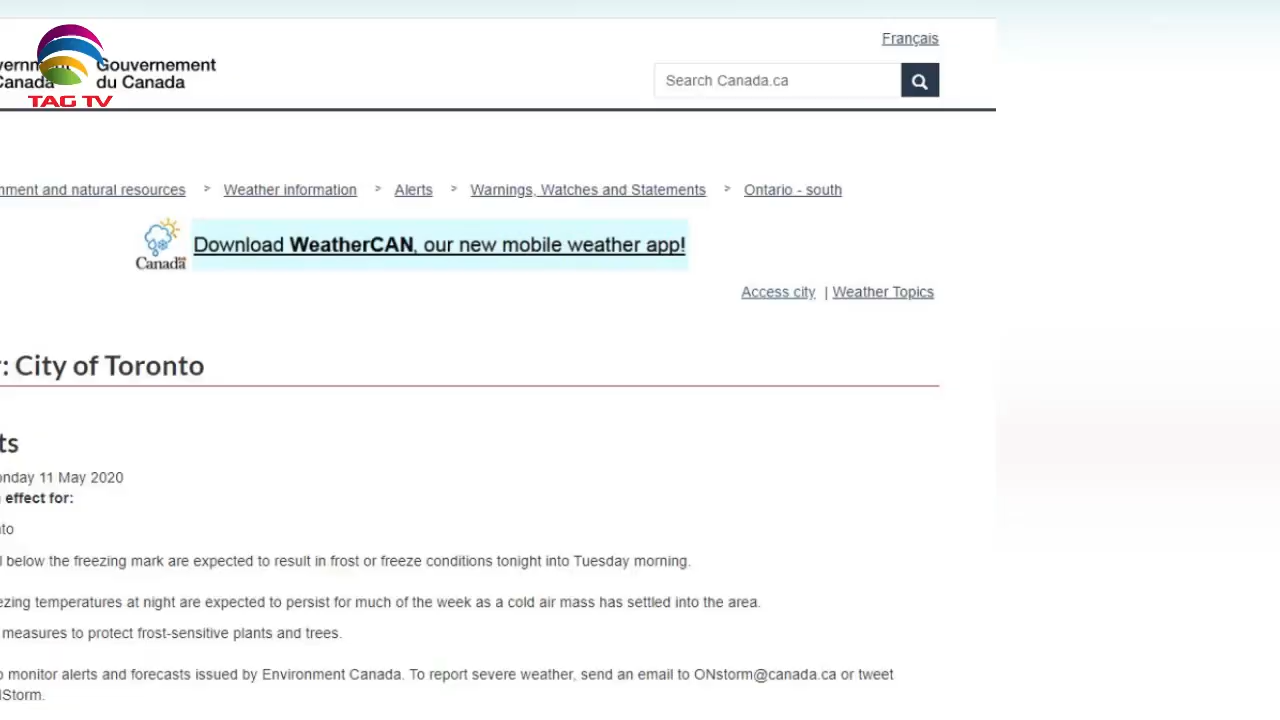 Français
Gouvernement
Canada du Canada
TAG TV
Search Canada.ca
and natural resources > Weather information > Alerts > Warnings, Watches and Statements > Ontario - south
Download WeatherCAN, our new mobile weather app!
Canada
Access city | Weather Topics
: City of Toronto
11 May 2020
effect for:
below the freezing mark are expected to result in frost or freeze conditions tonight into Tuesday morning.
temperatures at night are expected to persist for much of the week as a cold air mass has settled into the area.
measures to protect frost-sensitive plants and trees.
monitor alerts and forecasts issued by Environment Canada. To report severe weather, send an email to ONstorm@canada.ca or tweet